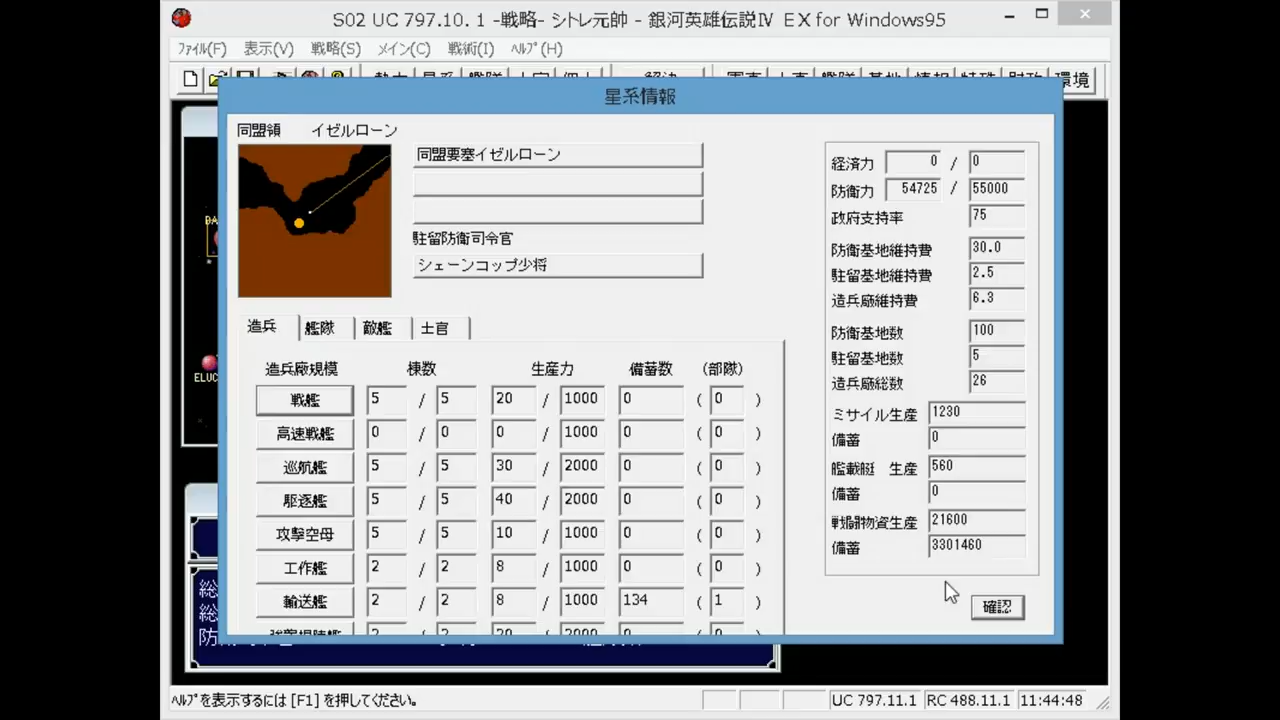 S02 UC 797.10. 1 -戦略- シトレ元帥 - 銀河英雄伝説Ⅳ EX for Windows95
ﾌｧｲﾙ(F) 表示(V) 戦略(S) メイン(C) 戦術(I) ﾍﾙﾌﾟ(H)
環境
星系情報
同盟領 イゼルローン
同盟要塞イゼルローン
駐留防衛司令官
シェーンコップ少将
経済力 0 / 0
防衛力 54725 / 55000
政府支持率 75
防衛基地維持費 30.0
駐留基地維持費 2.5
造兵廠維持費 6.3
防衛基地数 100
駐留基地数 5
造兵廠総数 26
ミサイル生産 1230
備蓄 0
艦載艇 生産 560
備蓄 0
戦闘物資生産 21600
備蓄 3301460
確認
造兵 艦隊 敵艦 士官
造兵廠規模 棟数 生産力 備蓄数 (部隊)
戦艦 5 / 5 20 / 1000 0 ( 0 )
高速戦艦 0 / 0 0 / 1000 0 ( 0 )
巡航艦 5 / 5 30 / 2000 0 ( 0 )
駆逐艦 5 / 5 40 / 2000 0 ( 0 )
攻撃空母 5 / 5 10 / 1000 0 ( 0 )
工作艦 2 / 2 8 / 1000 0 ( 0 )
輸送艦 2 / 2 8 / 1000 134 ( 1 )
ELUC
総
総
防
ﾍﾙﾌﾟを表示するには [F1] を押してください。
UC 797.11.1 RC 488.11.1 11:44:48